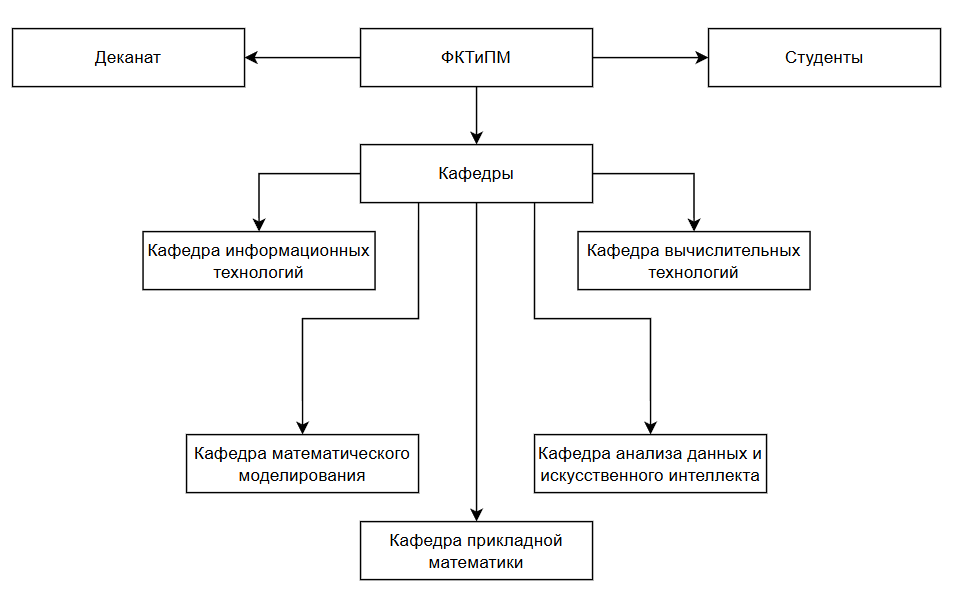 Деканат
ФКТиПМ
Студенты
Кафедры
Кафедра информационных
технологий
Кафедра вычислительных
технологий
Кафедра математического
моделирования
Кафедра анализа данных и
искусственного интеллекта
Кафедра прикладной
математики